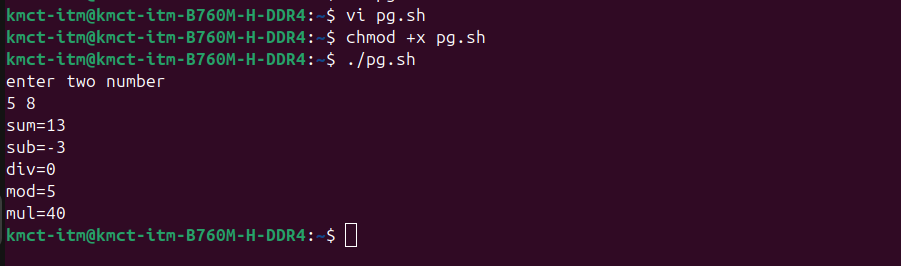 kmct-itm@kmct-itm-B760M-H-DDR4:~$ vi pg.sh
kmct-itm@kmct-itm-B760M-H-DDR4:~$ chmod +x pg.sh
kmct-itm@kmct-itm-B760M-H-DDR4:~$ ./pg.sh
enter two number
5 8
sum=13
sub=-3
div=0
mod=5
mul=40
kmct-itm@kmct-itm-B760M-H-DDR4:~$